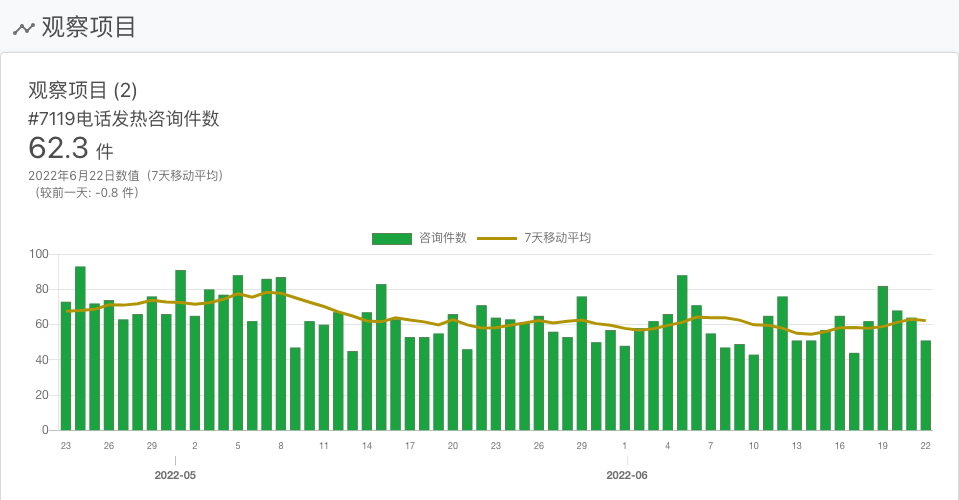 观察项目
观察项目 (2)
#7119电话发热咨询件数
62.3 件
2022年6月22日数值（7天移动平均）
（较前一天: -0.8 件）
咨询件数 7天移动平均
100
80
60
40
20
0
23 26 29 2 5 8 11 14 17 20 23 26 29 1 4 7 10 13 16 19 22
2022-05 2022-06